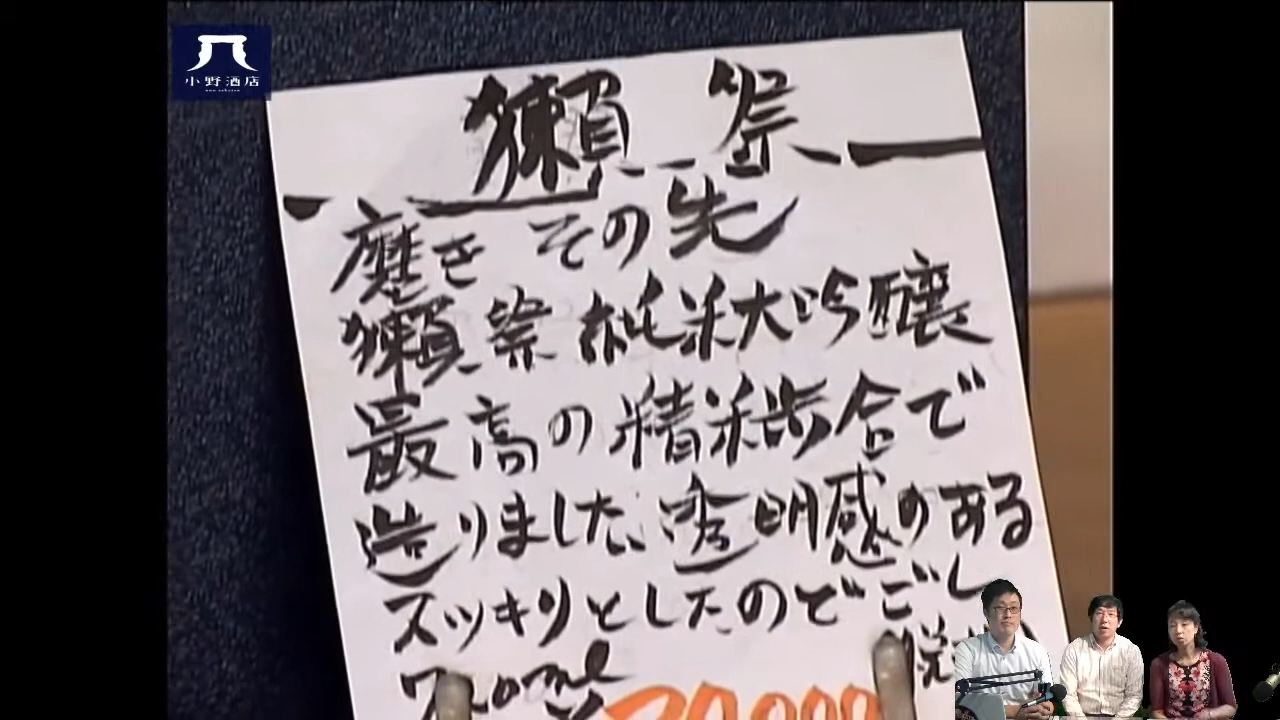 小野酒店
獺祭
磨き その先
獺祭 純米大吟醸
最高の精米歩合で
造りました、透明感のある
スッキリとしたのどごし
720ml